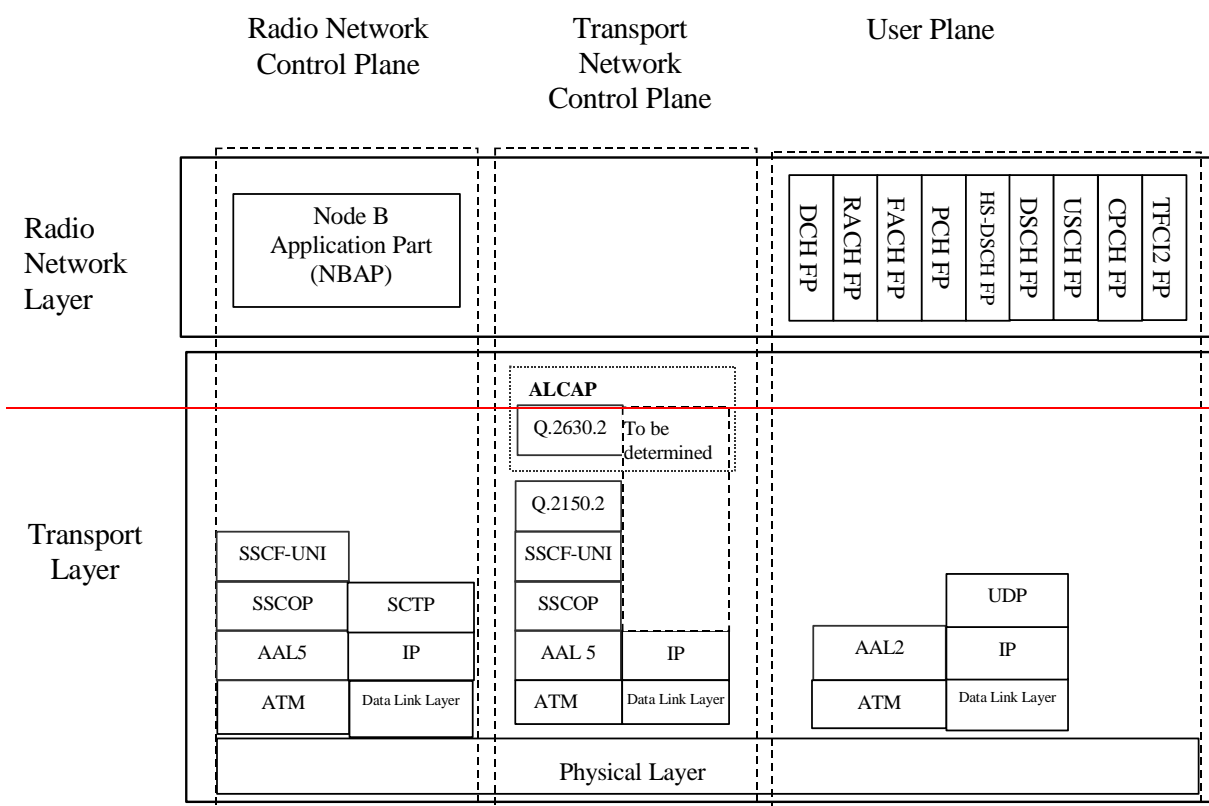 Radio Network
Control Plane
Transport
Network
Control Plane
User Plane
Radio
Network
Layer
Node B
Application Part
(NBAP)
DCH FP
RACH FP
FACH FP
PCH FP
HS-DSCH FP
DSCH FP
USCH FP
CPCH FP
TFCI2 FP
Transport
Layer
ALCAP
Q.2630.2
To be
determined
Q.2150.2
SSCF-UNI
SSCF-UNI
SSCOP
SCTP
SSCOP
UDP
AAL5
IP
AAL 5
IP
AAL2
IP
ATM
Data Link Layer
ATM
Data Link Layer
ATM
Data Link Layer
Physical Layer